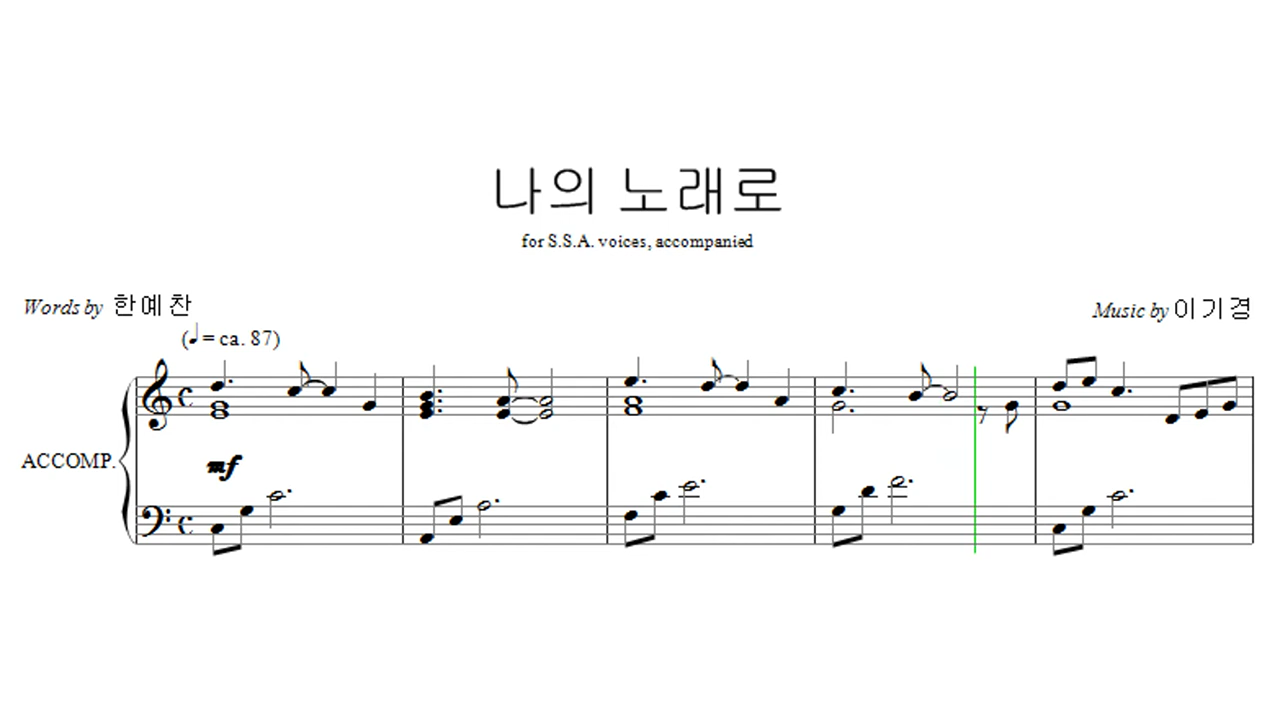 나의 노래로
for S.S.A. voices, accompanied
Words by 한예찬
Music by 이기경
(♩= ca. 87)
ACCOMP.
mf